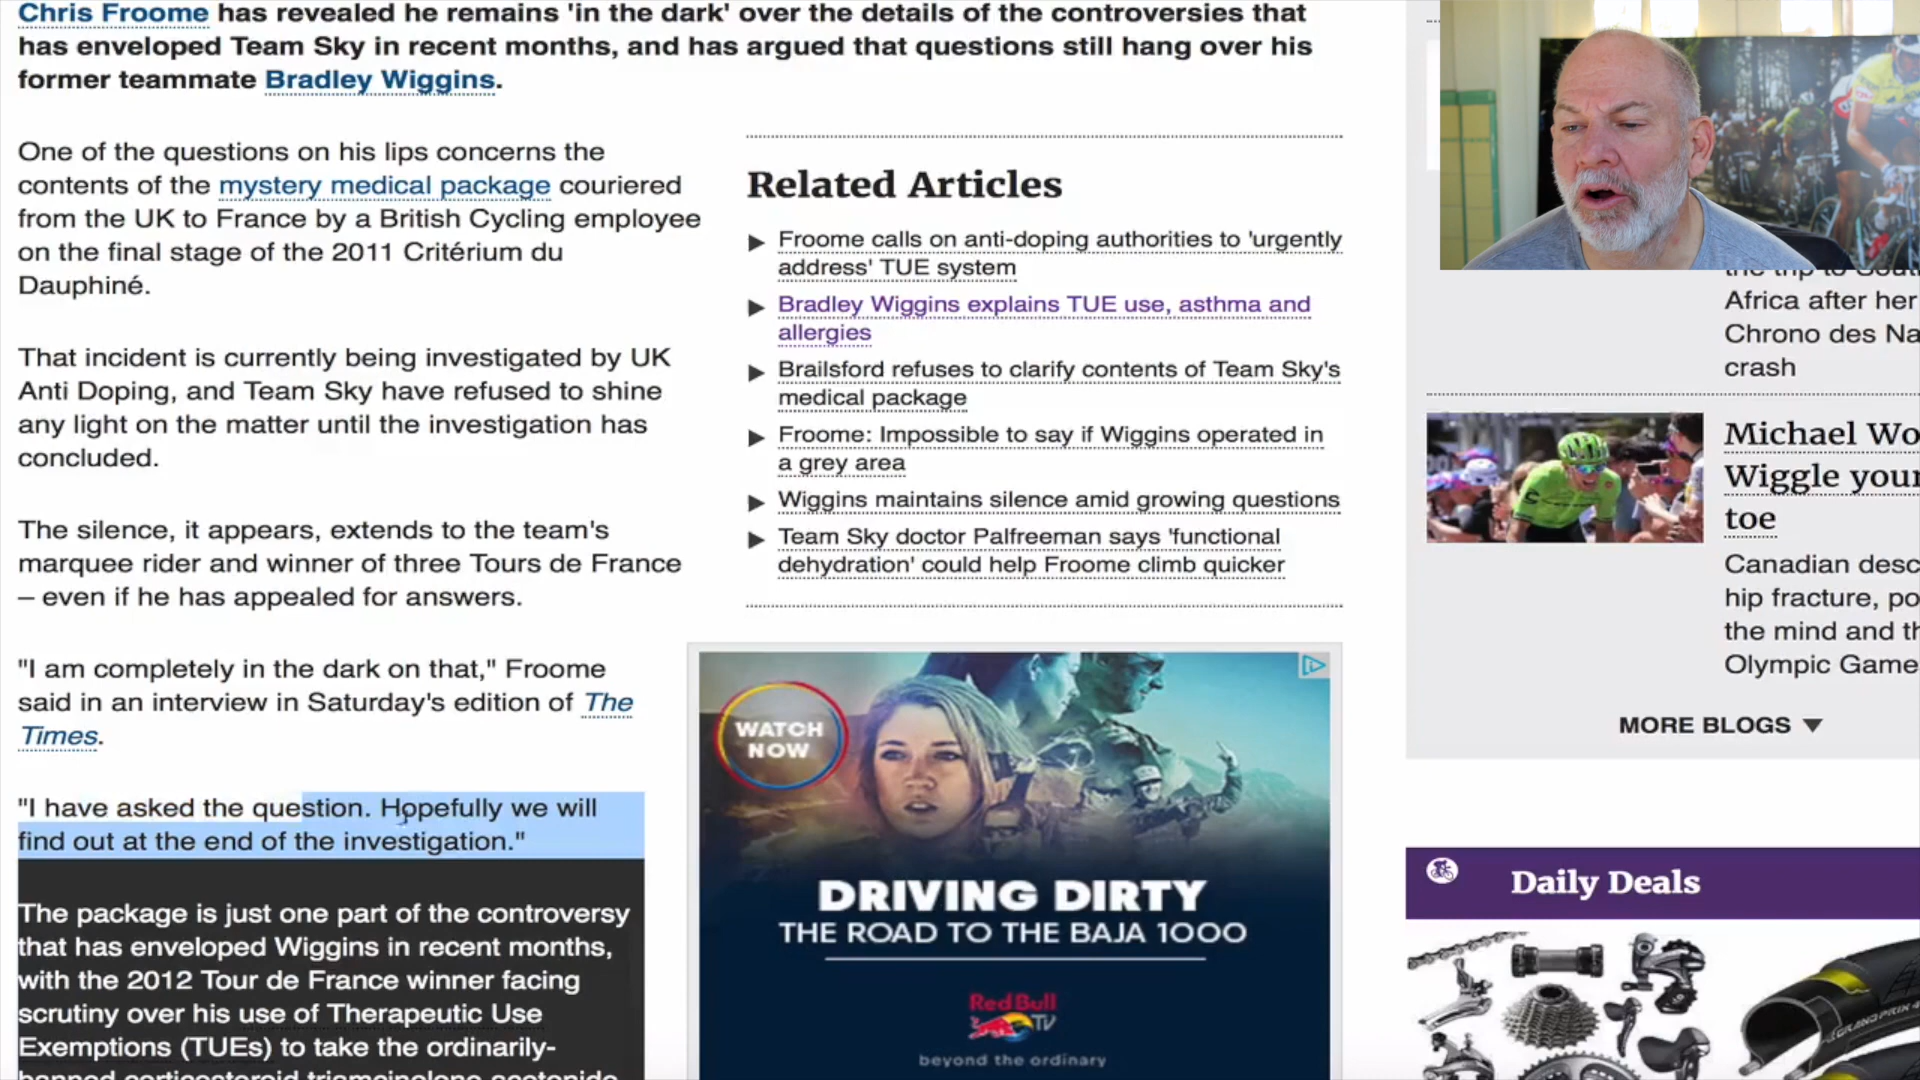 Chris Froome has revealed he remains 'in the dark' over the details of the controversies that
has enveloped Team Sky in recent months, and has argued that questions still hang over his
former teammate Bradley Wiggins.
One of the questions on his lips concerns the
contents of the mystery medical package couriered
from the UK to France by a British Cycling employee
on the final stage of the 2011 Critérium du
Dauphiné.
That incident is currently being investigated by UK
Anti Doping, and Team Sky have refused to shine
any light on the matter until the investigation has
concluded.
The silence, it appears, extends to the team's
marquee rider and winner of three Tours de France
– even if he has appealed for answers.
"I am completely in the dark on that," Froome
said in an interview in Saturday's edition of The
Times.
"I have asked the question. Hopefully we will
find out at the end of the investigation."
The package is just one part of the controversy
that has enveloped Wiggins in recent months,
with the 2012 Tour de France winner facing
scrutiny over his use of Therapeutic Use
Exemptions (TUEs) to take the ordinarily-
banned corticosteroid triamcinolone acetonide
Related Articles
Froome calls on anti-doping authorities to 'urgently
address' TUE system
Bradley Wiggins explains TUE use, asthma and
allergies
Brailsford refuses to clarify contents of Team Sky's
medical package
Froome: Impossible to say if Wiggins operated in
a grey area
Wiggins maintains silence amid growing questions
Team Sky doctor Palfreeman says 'functional
dehydration' could help Froome climb quicker
WATCH
NOW
DRIVING DIRTY
THE ROAD TO THE BAJA 1000
Red Bull
TV
beyond the ordinary
the trip to
Africa after her
Chrono des Na
crash
Michael Wo
Wiggle your
toe
Canadian desc
hip fracture, po
the mind and th
Olympic Game
MORE BLOGS
Daily Deals
GRAND PRIX 4